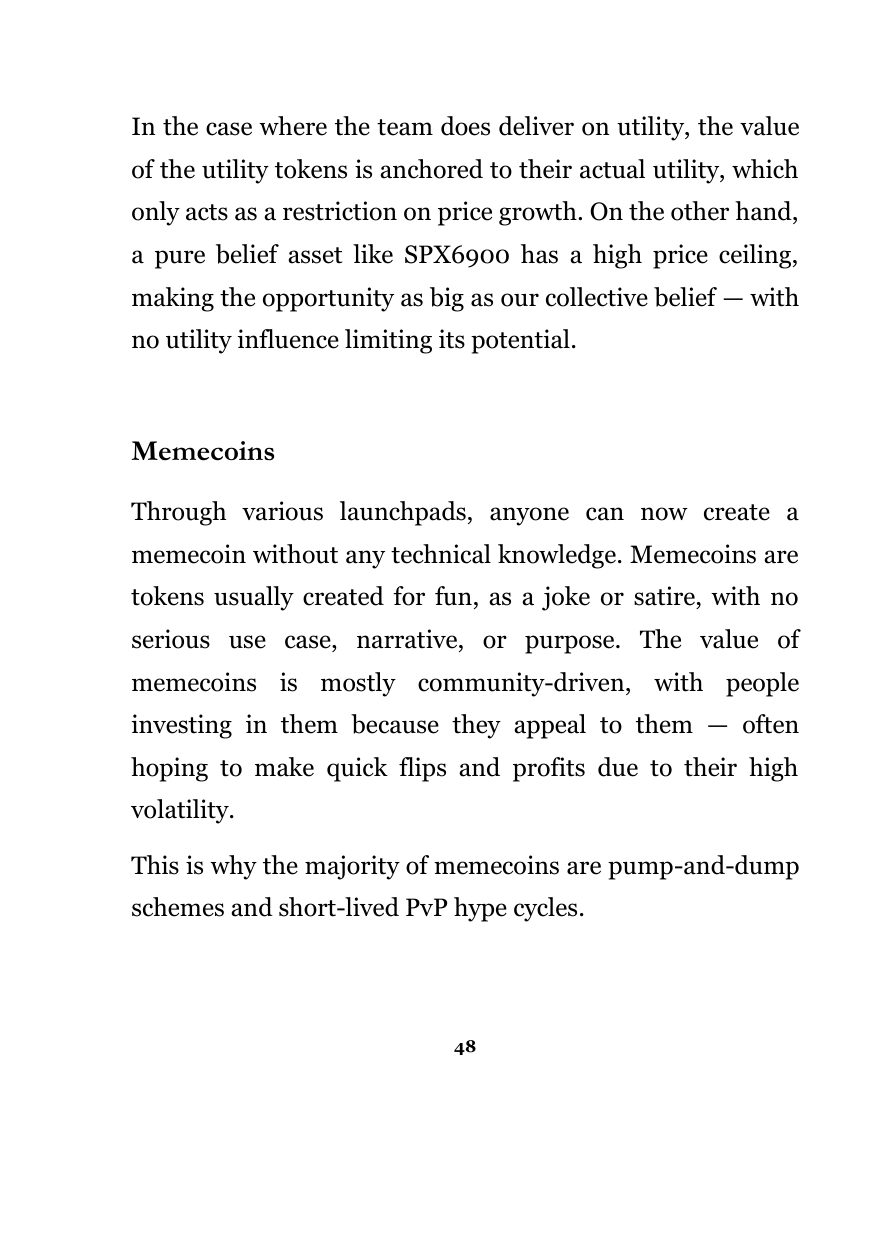 In the case where the team does deliver on utility, the value
of the utility tokens is anchored to their actual utility, which
only acts as a restriction on price growth. On the other hand,
a pure belief asset like SPX6900 has a high price ceiling,
making the opportunity as big as our collective belief — with
no utility influence limiting its potential.
Memecoins
Through various launchpads, anyone can now create a
memecoin without any technical knowledge. Memecoins are
tokens usually created for fun, as a joke or satire, with no
serious use case, narrative, or purpose. The value of
memecoins is mostly community-driven, with people
investing in them because they appeal to them — often
hoping to make quick flips and profits due to their high
volatility.
This is why the majority of memecoins are pump-and-dump
schemes and short-lived PvP hype cycles.
48